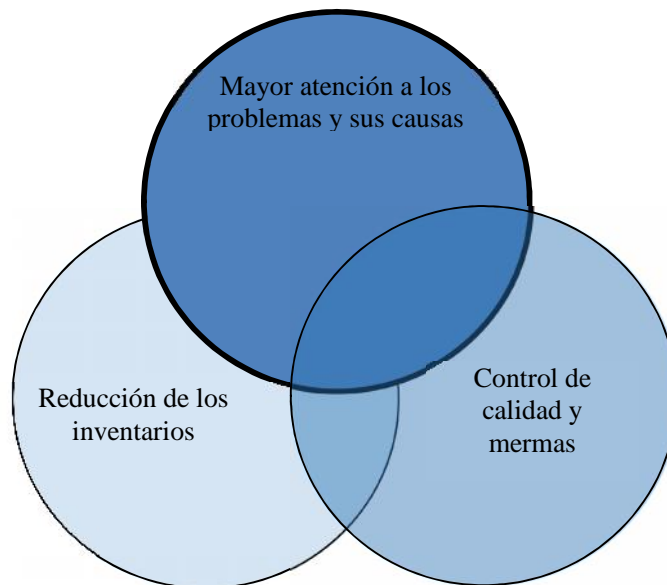 Mayor atención a los
problemas y sus causas
Reducción de los
inventarios
Control de
calidad y
mermas